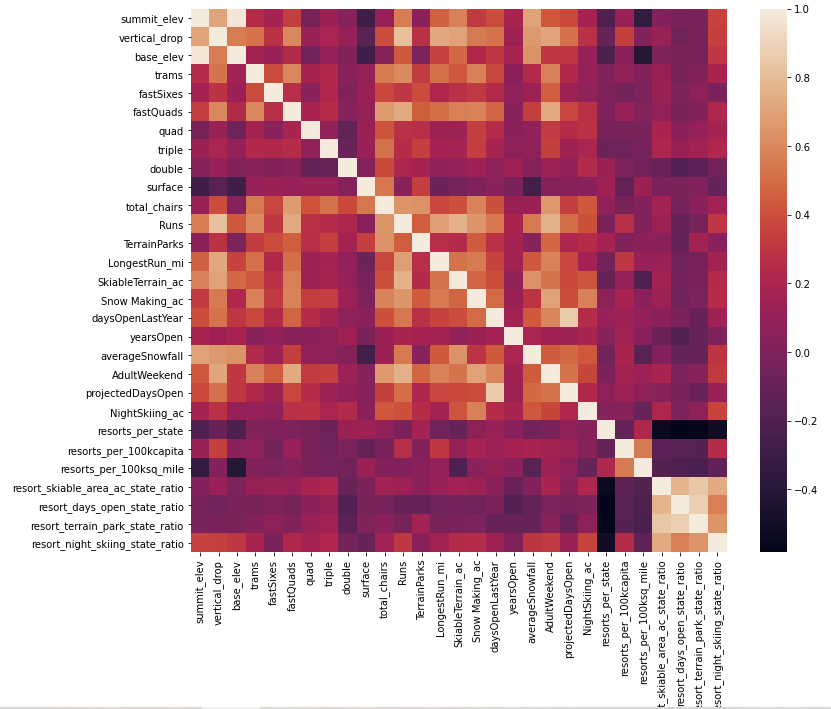 summit_elev
vertical_drop
base_elev
trams
fastSixes
fastQuads
quad
triple
double
surface
total_chairs
Runs
TerrainParks
LongestRun_mi
SkiableTerrain_ac
Snow Making_ac
daysOpenLastYear
yearsOpen
averageSnowfall
AdultWeekend
projectedDaysOpen
NightSkiing_ac
resorts_per_state
resorts_per_100kcapita
resorts_per_100ksq_mile
resort_skiable_area_ac_state_ratio
resort_days_open_state_ratio
resort_terrain_park_state_ratio
resort_night_skiing_state_ratio
summit_elev
vertical_drop
base_elev
trams
fastSixes
fastQuads
quad
triple
double
surface
total_chairs
Runs
TerrainParks
LongestRun_mi
SkiableTerrain_ac
Snow Making_ac
daysOpenLastYear
yearsOpen
averageSnowfall
AdultWeekend
projectedDaysOpen
NightSkiing_ac
resorts_per_state
resorts_per_100kcapita
resorts_per_100ksq_mile
t_skiable_area_ac_state_ratio
resort_days_open_state_ratio
sort_terrain_park_state_ratio
esort_night_skiing_state_ratio
1.0
0.8
0.6
0.4
0.2
0.0
−0.2
−0.4